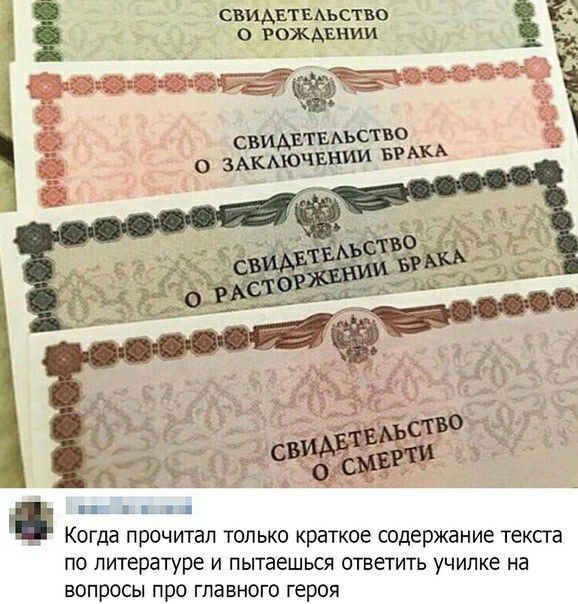 СВИДЕТЕЛЬСТВО
О РОЖДЕНИИ
СВИДЕТЕЛЬСТВО
О ЗАКЛЮЧЕНИИ БРАКА
СВИДЕТЕЛЬСТВО
О РАСТОРЖЕНИИ БРАКА
СВИДЕТЕЛЬСТВО
О СМЕРТИ
Когда прочитал только краткое содержание текста
по литературе и пытаешься ответить училке на
вопросы про главного героя